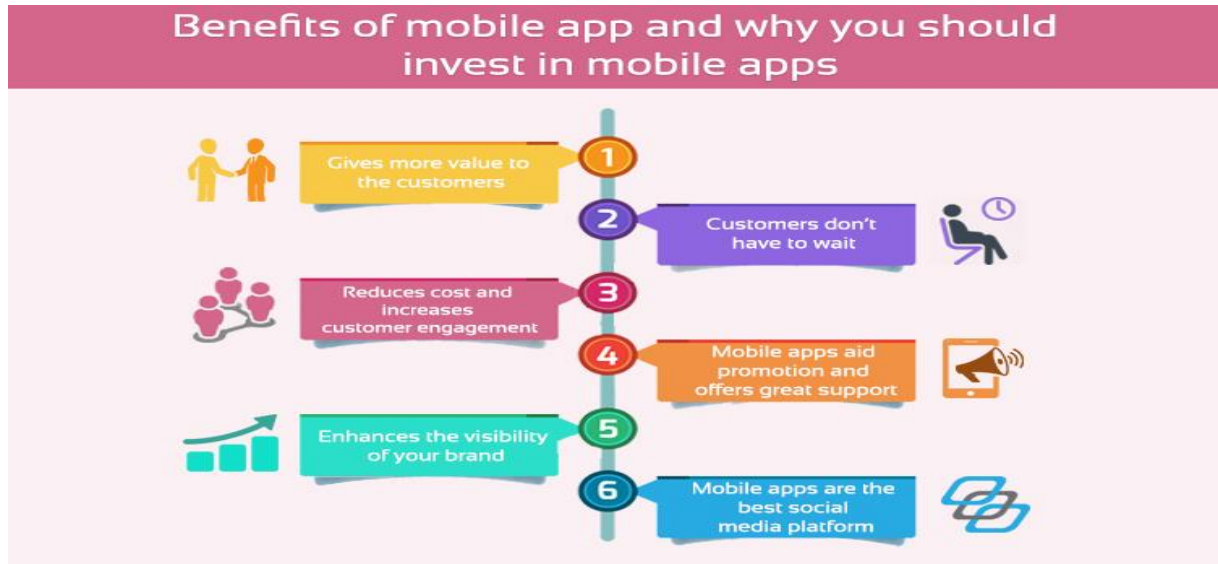 Benefits of mobile app and why you should
invest in mobile apps
1
Gives more value to
the customers
2
Customers don't
have to wait
3
Reduces cost and
increases
customer engagement
4
Mobile apps aid
promotion and
offers great support
5
Enhances the visibility
of your brand
6
Mobile apps are the
best social
media platform